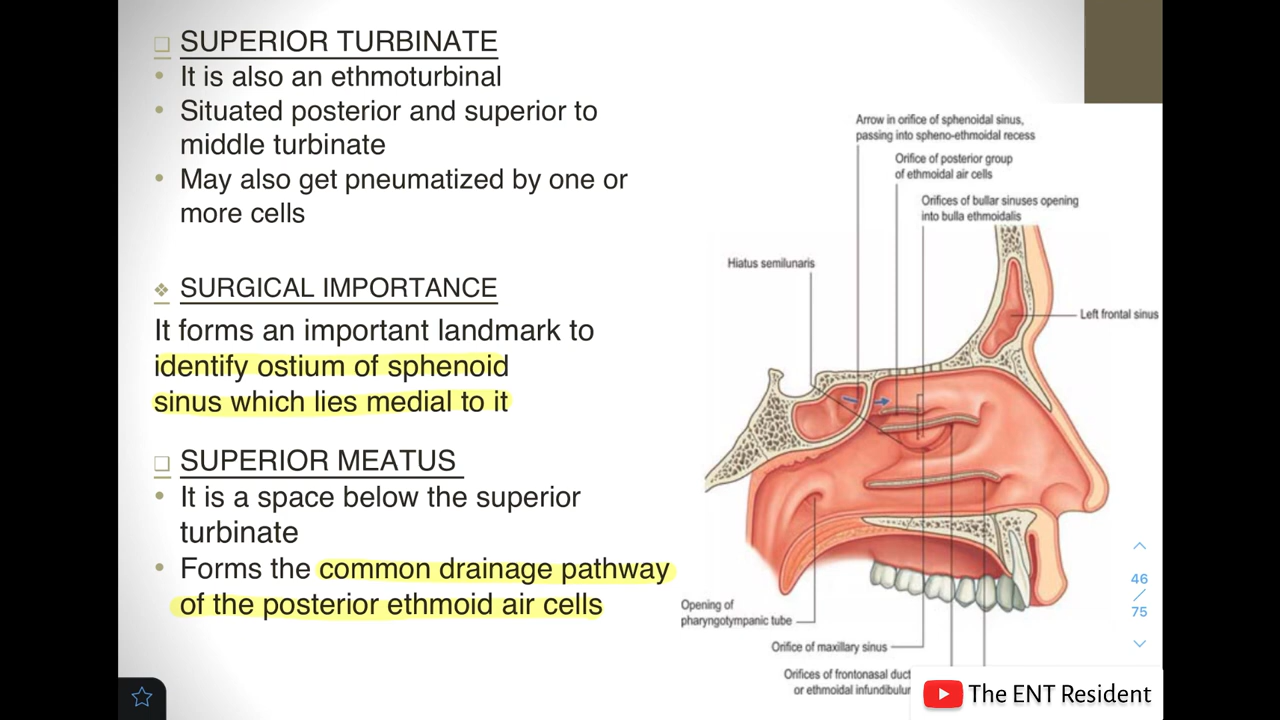 SUPERIOR TURBINATE
It is also an ethmoturbinal
Situated posterior and superior to
middle turbinate
May also get pneumatized by one or
more cells
SURGICAL IMPORTANCE
It forms an important landmark to
identify ostium of sphenoid
sinus which lies medial to it
SUPERIOR MEATUS
It is a space below the superior
turbinate
Forms the common drainage pathway
of the posterior ethmoid air cells
Arrow in orifice of sphenoidal sinus,
passing into spheno-ethmoidal recess
Orifice of posterior group
of ethmoidal air cells
Orifices of bullar sinuses opening
into bulla ethmoidalis
Hiatus semilunaris
Left frontal sinus
Opening of
pharyngotympanic tube
Orifice of maxillary sinus
Orifices of frontonasal duct
or ethmoidal infundibulur
46
/
75
The ENT Resident